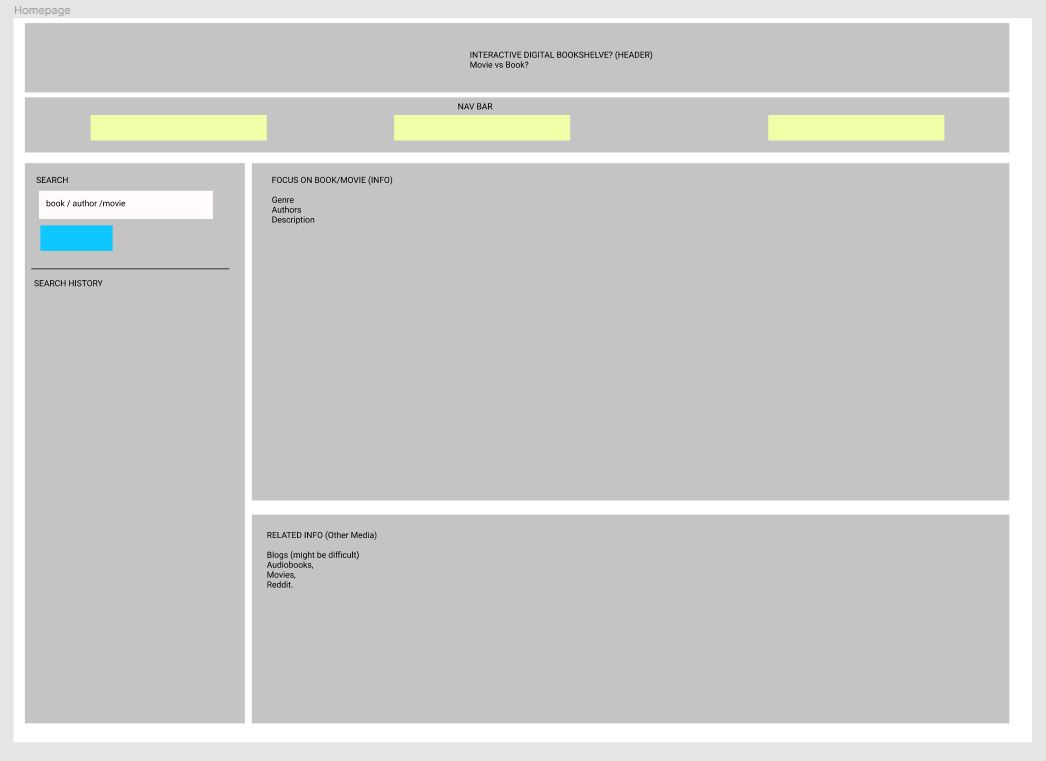 Homepage
INTERACTIVE DIGITAL BOOKSHELVE? (HEADER)
Movie vs Book?
NAV BAR
SEARCH
book / author /movie
SEARCH HISTORY
FOCUS ON BOOK/MOVIE (INFO)
Genre
Authors
Description
RELATED INFO (Other Media)
Blogs (might be difficult)
Audiobooks,
Movies,
Reddit.